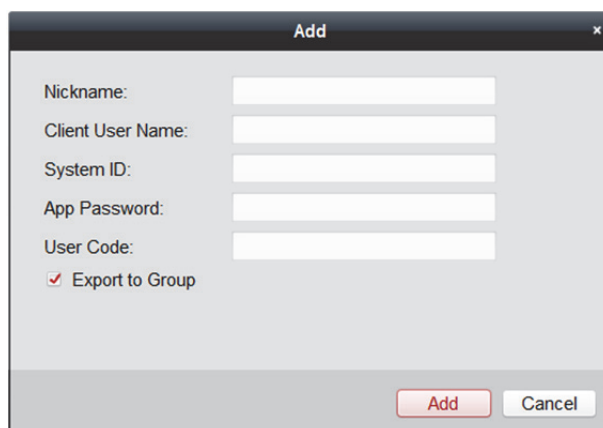 Add
Nickname:
Client User Name:
System ID:
App Password:
User Code:
Export to Group
Add Cancel